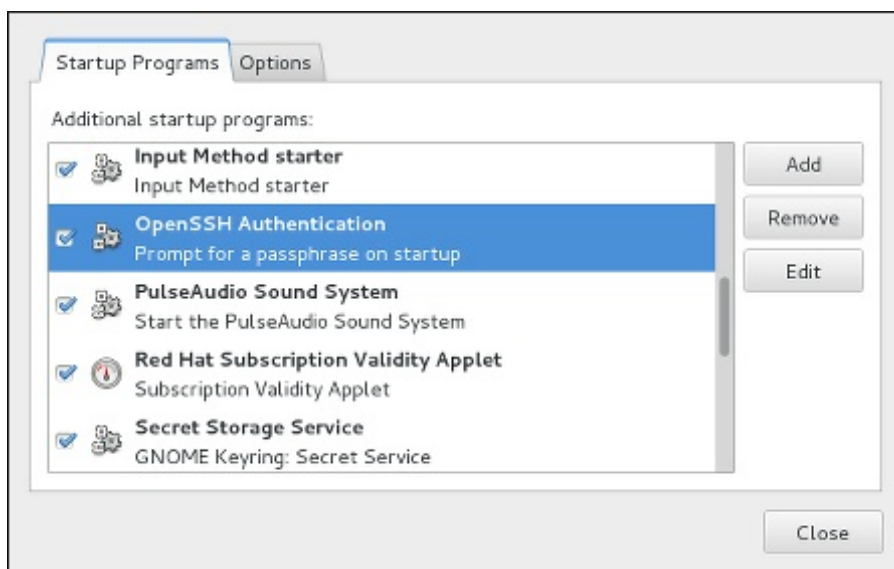 Startup Programs
Options
Additional startup programs:
Input Method starter
Input Method starter
Add
OpenSSH Authentication
Prompt for a passphrase on startup
Remove
Edit
PulseAudio Sound System
Start the PulseAudio Sound System
Red Hat Subscription Validity Applet
Subscription Validity Applet
Secret Storage Service
GNOME Keyring: Secret Service
Close